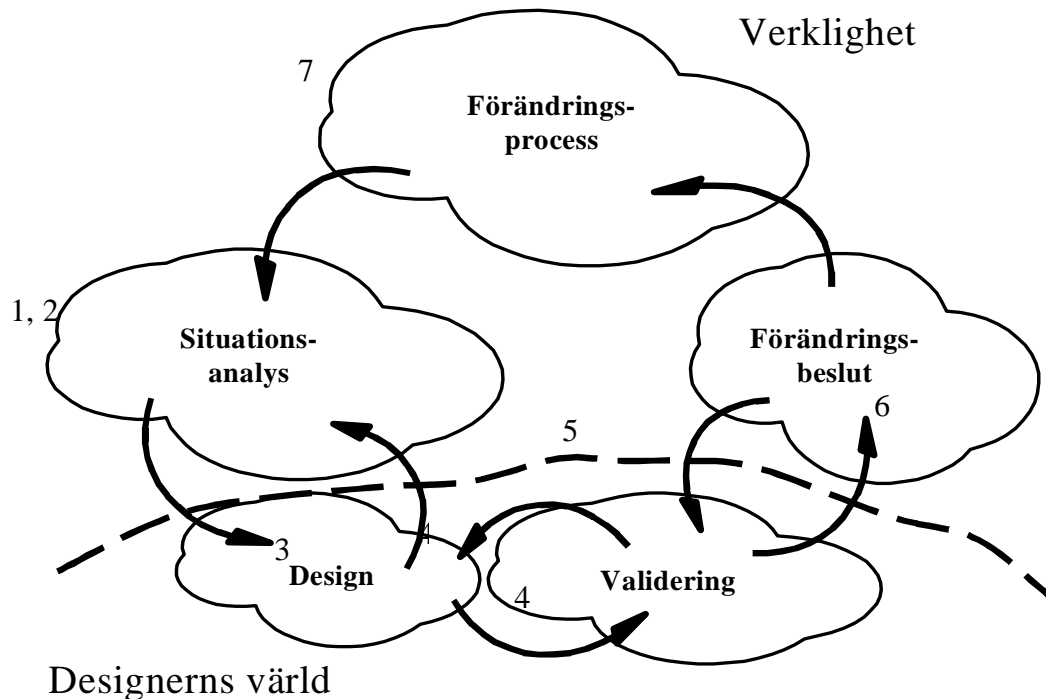 Verklighet
7
Förändrings-
process
1, 2
Situations-
analys
Förändrings-
beslut
6
5
3
4
Design
4
Validering
Designerns värld